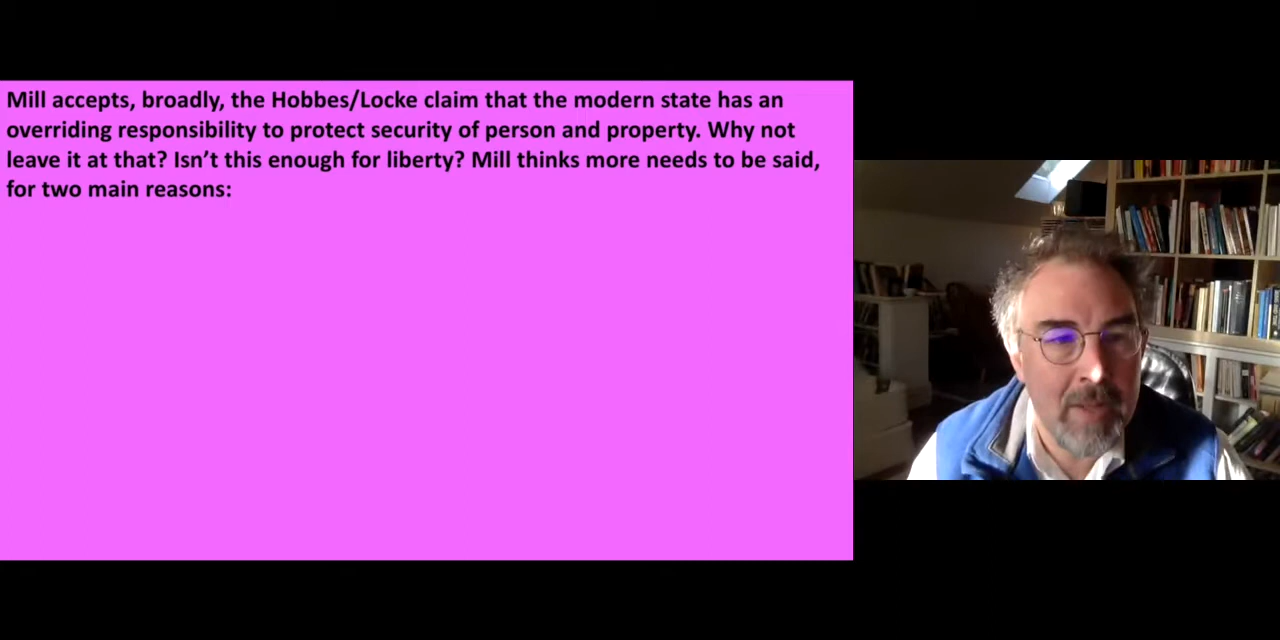 Mill accepts, broadly, the Hobbes/Locke claim that the modern state has an
overriding responsibility to protect security of person and property. Why not
leave it at that? Isn’t this enough for liberty? Mill thinks more needs to be said,
for two main reasons: